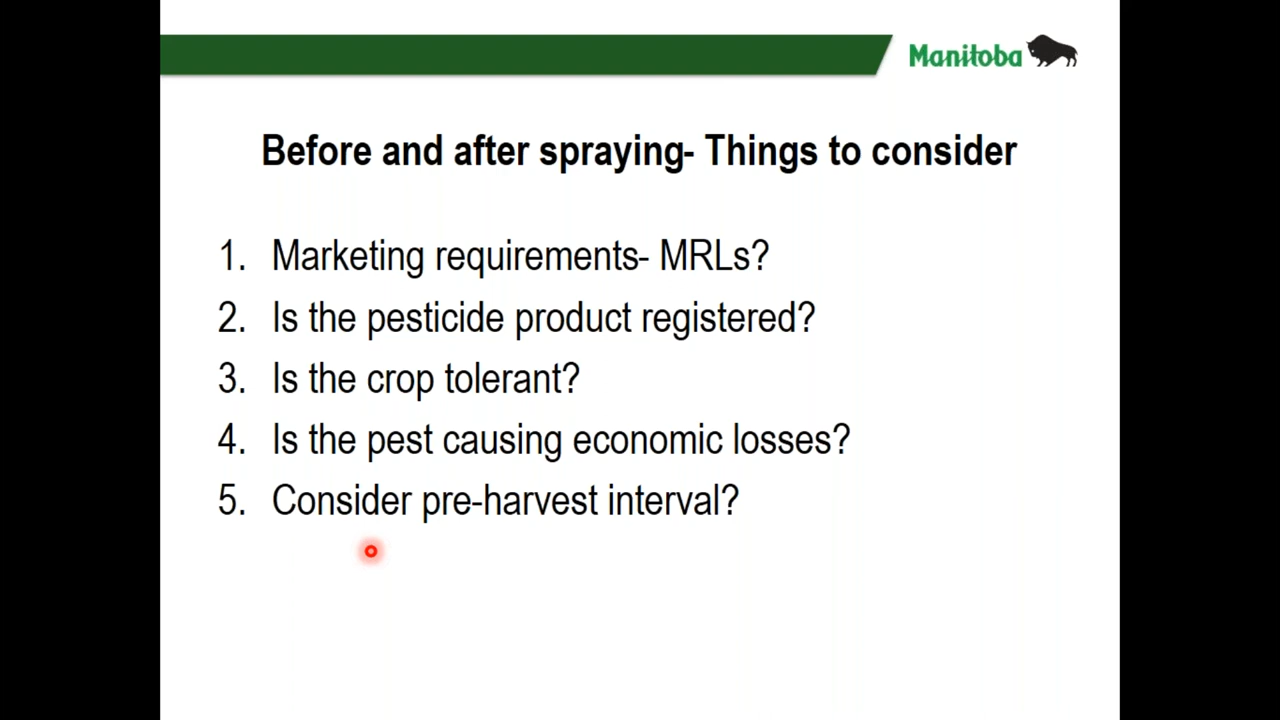 Manitoba
Before and after spraying- Things to consider
1. Marketing requirements- MRLs?
2. Is the pesticide product registered?
3. Is the crop tolerant?
4. Is the pest causing economic losses?
5. Consider pre-harvest interval?